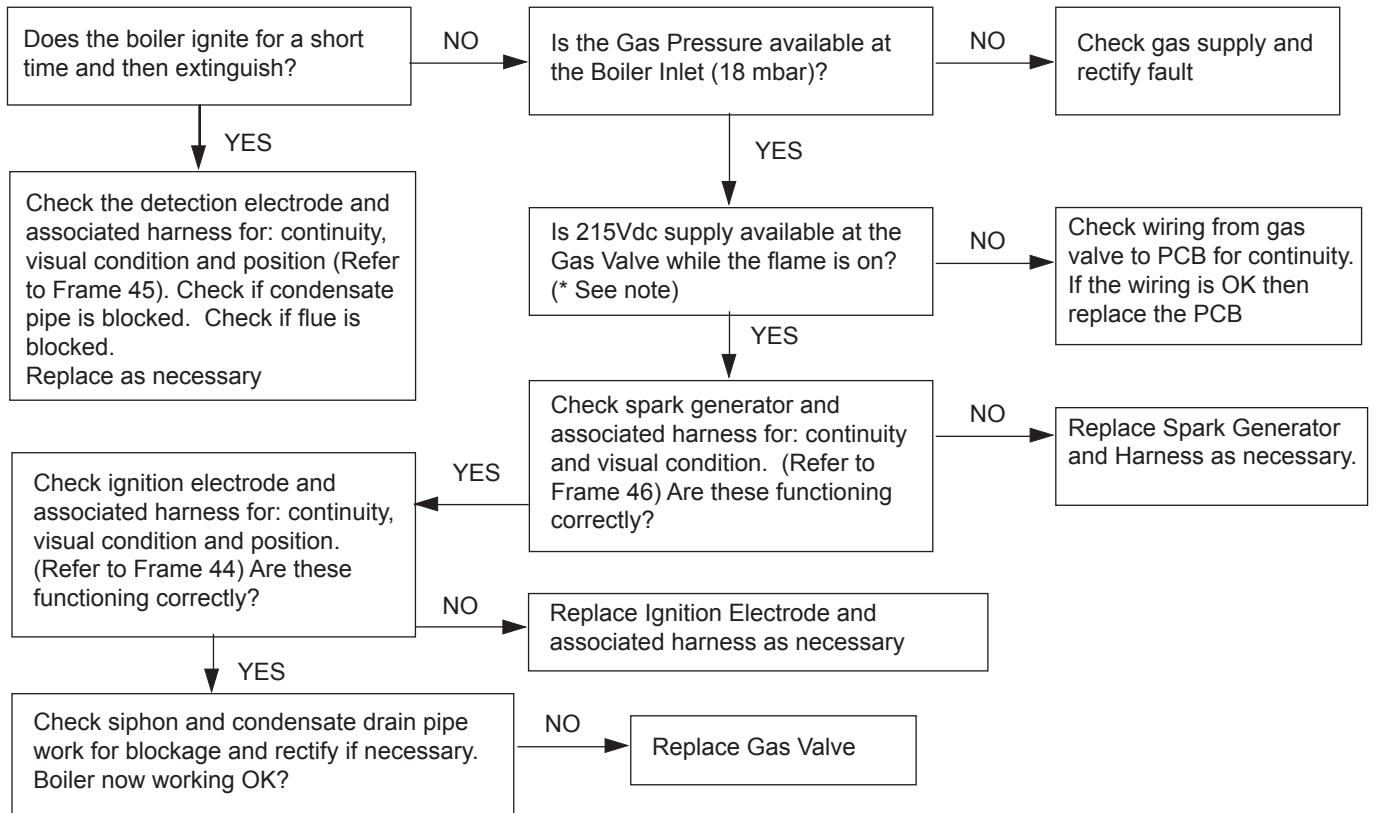 Does the boiler ignite for a short
time and then extinguish?
NO
Is the Gas Pressure available at
the Boiler Inlet (18 mbar)?
NO
Check gas supply and
rectify fault
YES
YES
Check the detection electrode and
associated harness for: continuity,
visual condition and position (Refer
to Frame 45). Check if condensate
pipe is blocked.  Check if flue is
blocked.
Replace as necessary
Is 215Vdc supply available at the
Gas Valve while the flame is on?
(* See note)
NO
Check wiring from gas
valve to PCB for continuity.
If the wiring is OK then
replace the PCB
YES
Check spark generator and
associated harness for: continuity
and visual condition.  (Refer to
Frame 46) Are these functioning
correctly?
NO
Replace Spark Generator
and Harness as necessary.
YES
Check ignition electrode and
associated harness for: continuity,
visual condition and position.
(Refer to Frame 44) Are these
functioning correctly?
NO
Replace Ignition Electrode and
associated harness as necessary
YES
Check siphon and condensate drain pipe
work for blockage and rectify if necessary.
Boiler now working OK?
NO
Replace Gas Valve